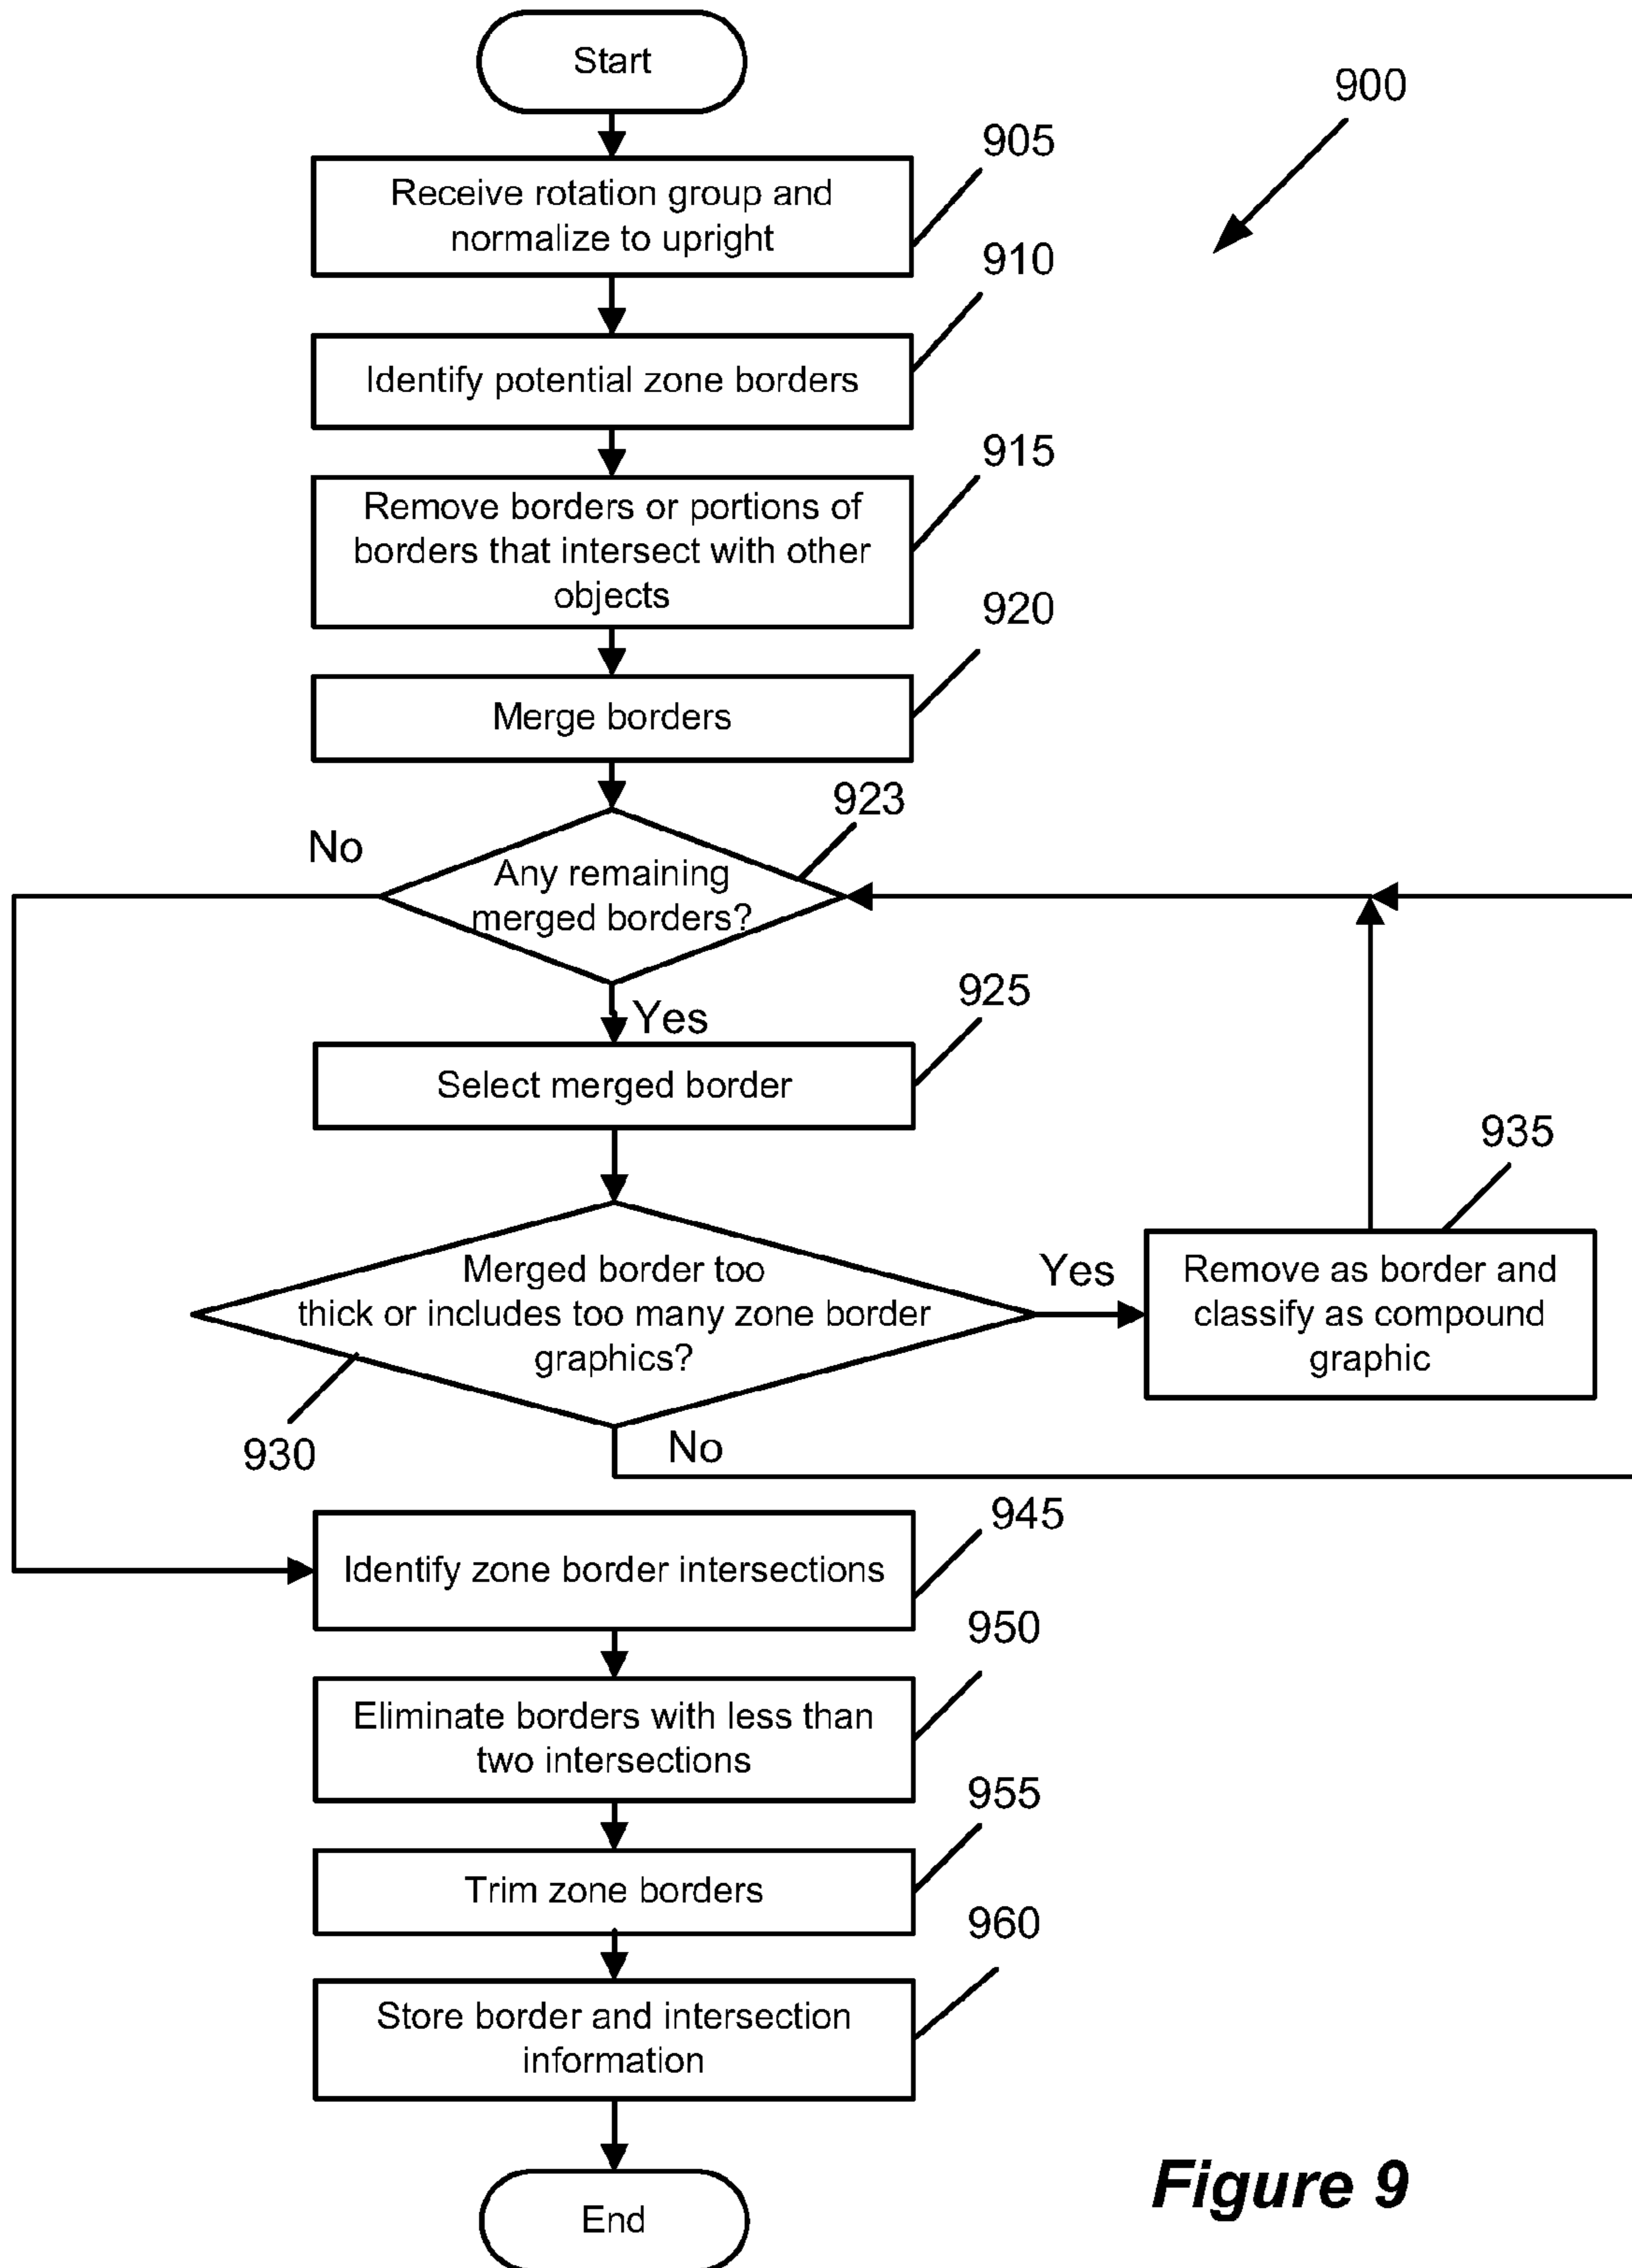 Start
900
905
Receive rotation group and
normalize to upright
910
Identify potential zone borders
915
Remove borders or portions of
borders that intersect with other
objects
920
Merge borders
923
No
Any remaining
merged borders?
Yes
925
Select merged border
935
Merged border too
thick or includes too many zone border
graphics?
Yes
Remove as border and
classify as compound
graphic
930
No
945
Identify zone border intersections
950
Eliminate borders with less than
two intersections
955
Trim zone borders
960
Store border and intersection
information
End
Figure 9